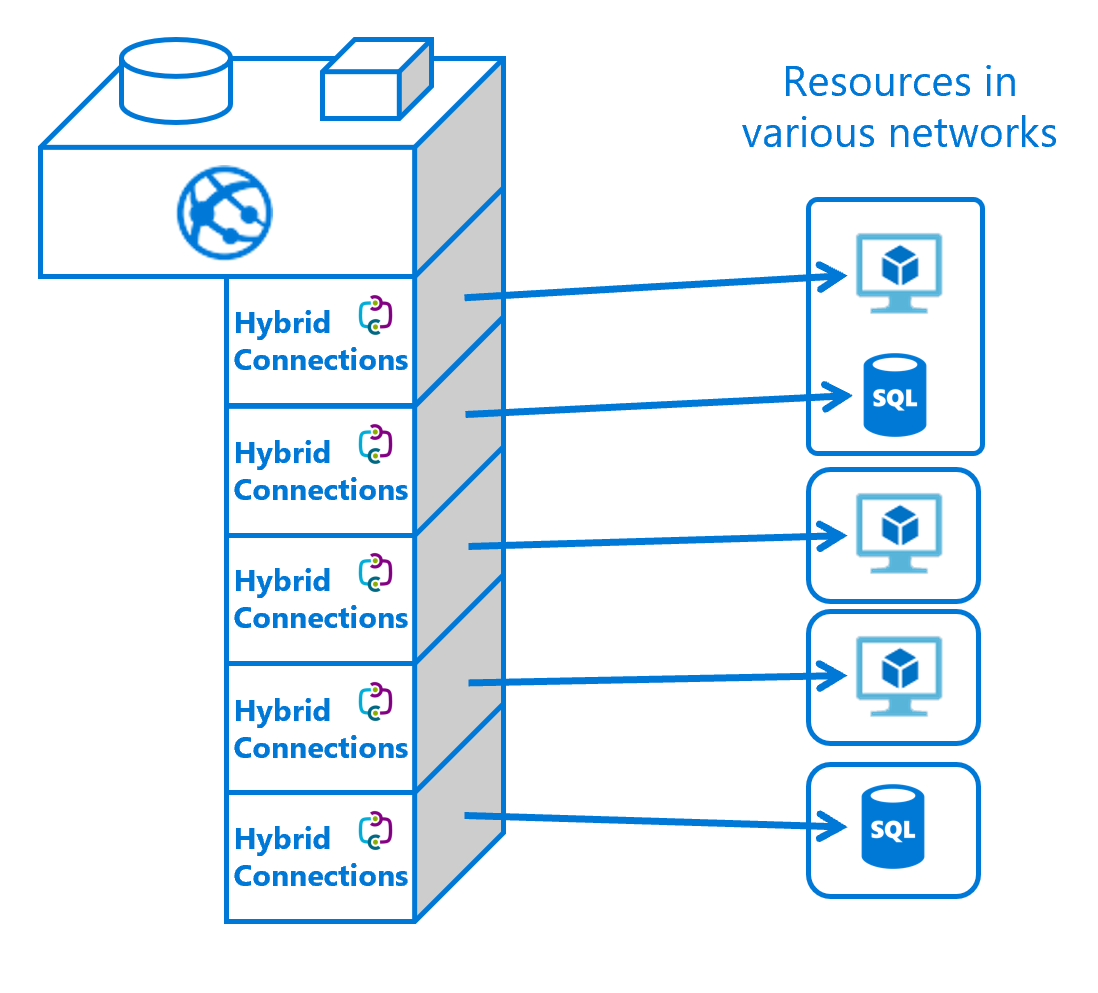 Resources in
various networks
Hybrid
Connections
SQL
Hybrid
Connections
Hybrid
Connections
Hybrid
Connections
Hybrid
Connections
SQL